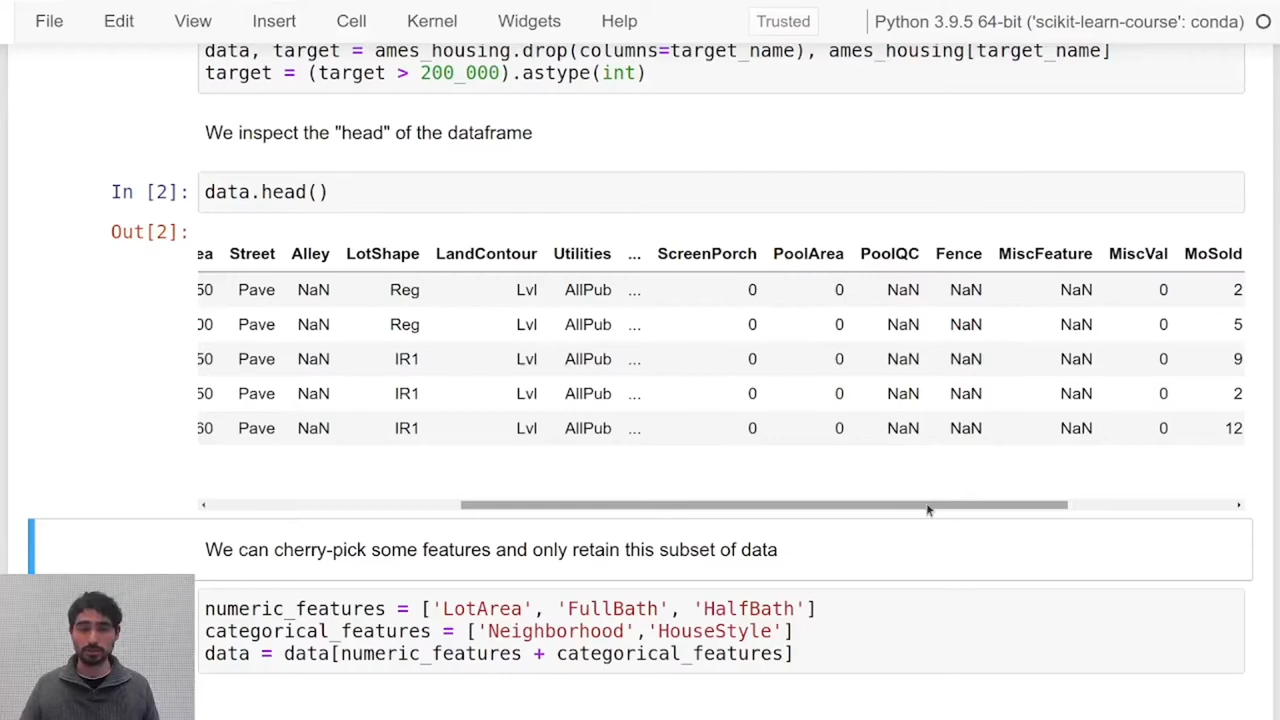 File Edit View Insert Cell Kernel Widgets Help Trusted Python 3.9.5 64-bit ('scikit-learn-course': conda)
data, target = ames_housing.drop(columns=target_name), ames_housing[target_name]
target = (target > 200_000).astype(int)
We inspect the "head" of the dataframe
In [2]: data.head()
Out[2]:
ea Street Alley LotShape LandContour Utilities ... ScreenPorch PoolArea PoolQC Fence MiscFeature MiscVal MoSold
50 Pave NaN Reg Lvl AllPub ... 0 0 NaN NaN NaN 0 2
00 Pave NaN Reg Lvl AllPub ... 0 0 NaN NaN NaN 0 5
50 Pave NaN IR1 Lvl AllPub ... 0 0 NaN NaN NaN 0 9
50 Pave NaN IR1 Lvl AllPub ... 0 0 NaN NaN NaN 0 2
60 Pave NaN IR1 Lvl AllPub ... 0 0 NaN NaN NaN 0 12
We can cherry-pick some features and only retain this subset of data
numeric_features = ['LotArea', 'FullBath', 'HalfBath']
categorical_features = ['Neighborhood','HouseStyle']
data = data[numeric_features + categorical_features]